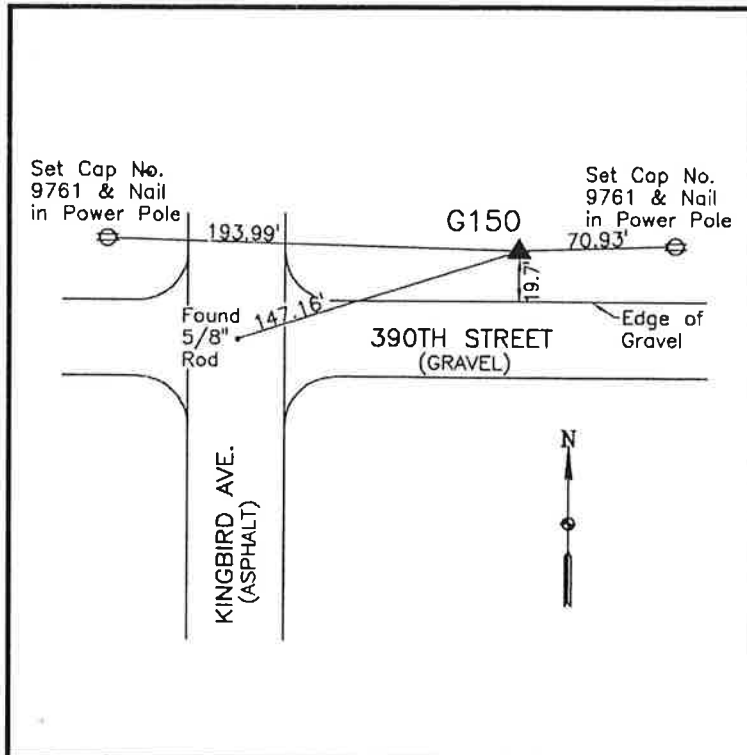 Set Cap No.
9761 & Nail
in Power Pole
Set Cap No.
9761 & Nail
in Power Pole
G150
193.99'
70.93'
19.7'
147.16'
Found
5/8"
Rod
Edge of
Gravel
390TH STREET
(GRAVEL)
N
KINGBIRD AVE.
(ASPHALT)